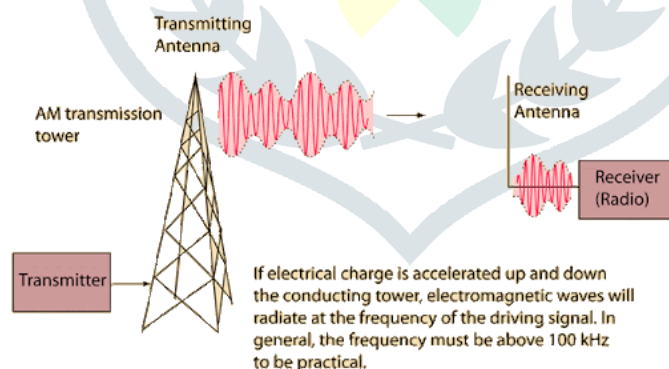 Transmitting
Antenna
AM transmission
tower
Receiving
Antenna
Receiver
(Radio)
Transmitter
If electrical charge is accelerated up and down
the conducting tower, electromagnetic waves will
radiate at the frequency of the driving signal. In
general, the frequency must be above 100 kHz
to be practical.